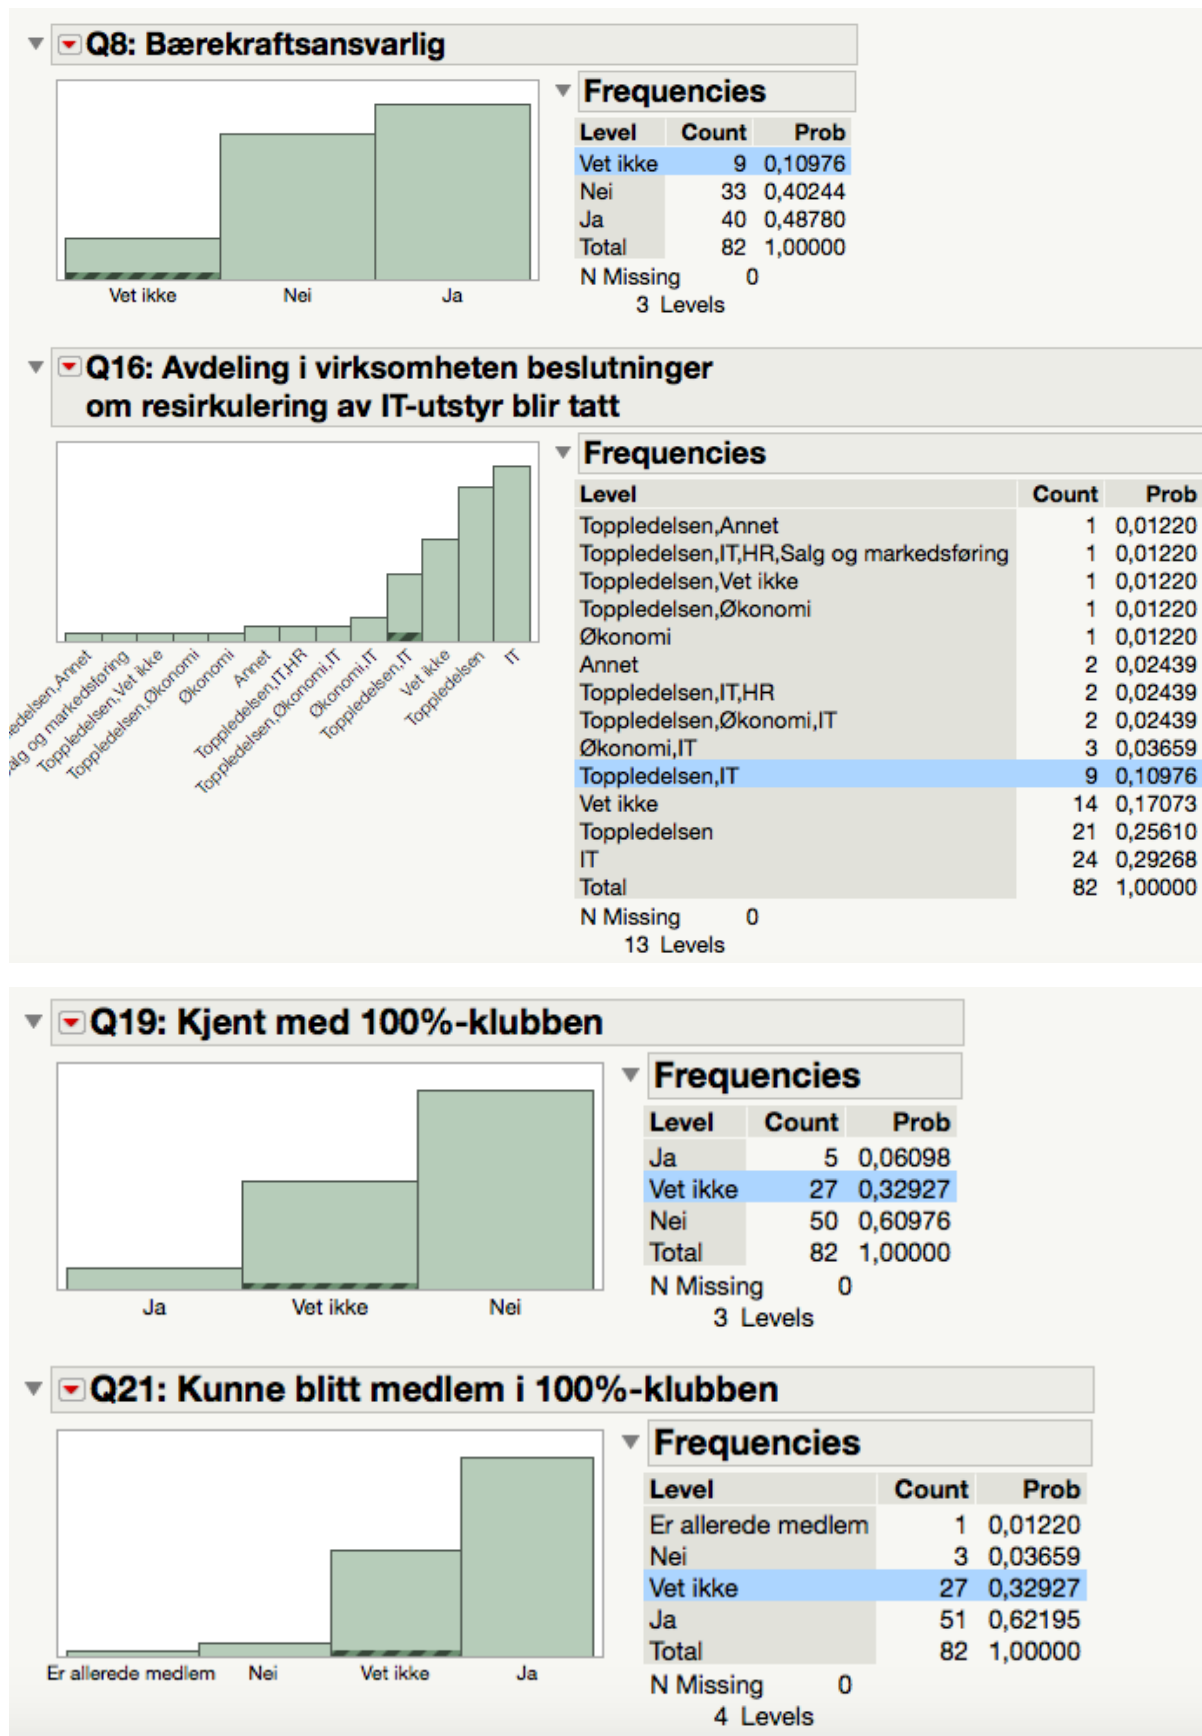 Q8: Bærekraftsansvarlig
Frequencies
Level Count Prob
Vet ikke 9 0,10976
Nei 33 0,40244
Ja 40 0,48780
Total 82 1,00000
N Missing 0
3 Levels
Vet ikke Nei Ja
Q16: Avdeling i virksomheten beslutninger
om resirkulering av IT-utstyr blir tatt
Frequencies
Level Count Prob
Toppledelsen,Annet 1 0,01220
Toppledelsen,IT,HR,Salg og markedsføring 1 0,01220
Toppledelsen,Vet ikke 1 0,01220
Toppledelsen,Økonomi 1 0,01220
Økonomi 1 0,01220
Annet 2 0,02439
Toppledelsen,IT,HR 2 0,02439
Toppledelsen,Økonomi,IT 2 0,02439
Økonomi,IT 3 0,03659
Toppledelsen,IT 9 0,10976
Vet ikke 14 0,17073
Toppledelsen 21 0,25610
IT 24 0,29268
Total 82 1,00000
N Missing 0
13 Levels
edelsen,Annet
alg og markedsføring
Toppledelsen,Vet ikke
Toppledelsen,Økonomi
Økonomi
Annet
Toppledelsen,IT,HR
Toppledelsen,Økonomi,IT
Økonomi,IT
Toppledelsen,IT
Vet ikke
Toppledelsen
IT
Q19: Kjent med 100%-klubben
Frequencies
Level Count Prob
Ja 5 0,06098
Vet ikke 27 0,32927
Nei 50 0,60976
Total 82 1,00000
N Missing 0
3 Levels
Ja Vet ikke Nei
Q21: Kunne blitt medlem i 100%-klubben
Frequencies
Level Count Prob
Er allerede medlem 1 0,01220
Nei 3 0,03659
Vet ikke 27 0,32927
Ja 51 0,62195
Total 82 1,00000
N Missing 0
4 Levels
Er allerede medlem Nei Vet ikke Ja